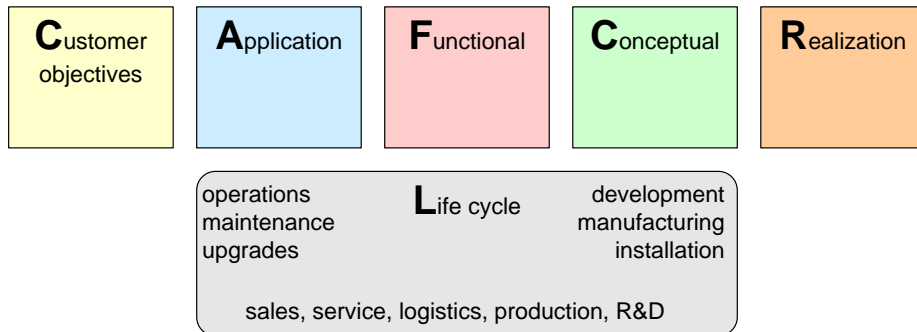 Customer
objectives
Application
Functional
Conceptual
Realization
operations
maintenance
upgrades
Life cycle
development
manufacturing
installation
sales, service, logistics, production, R&D